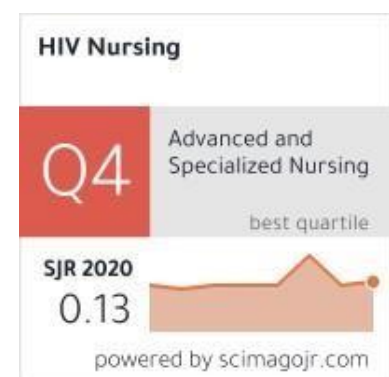 HIV Nursing
Q4
Advanced and
Specialized Nursing
best quartile
SJR 2020
0.13
powered by scimagojr.com